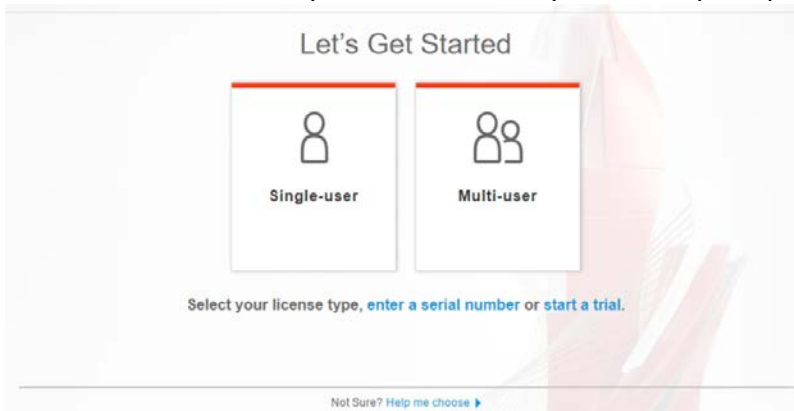 Let's Get Started
Single-user
Multi-user
Select your license type, enter a serial number or start a trial.
Not Sure? Help me choose